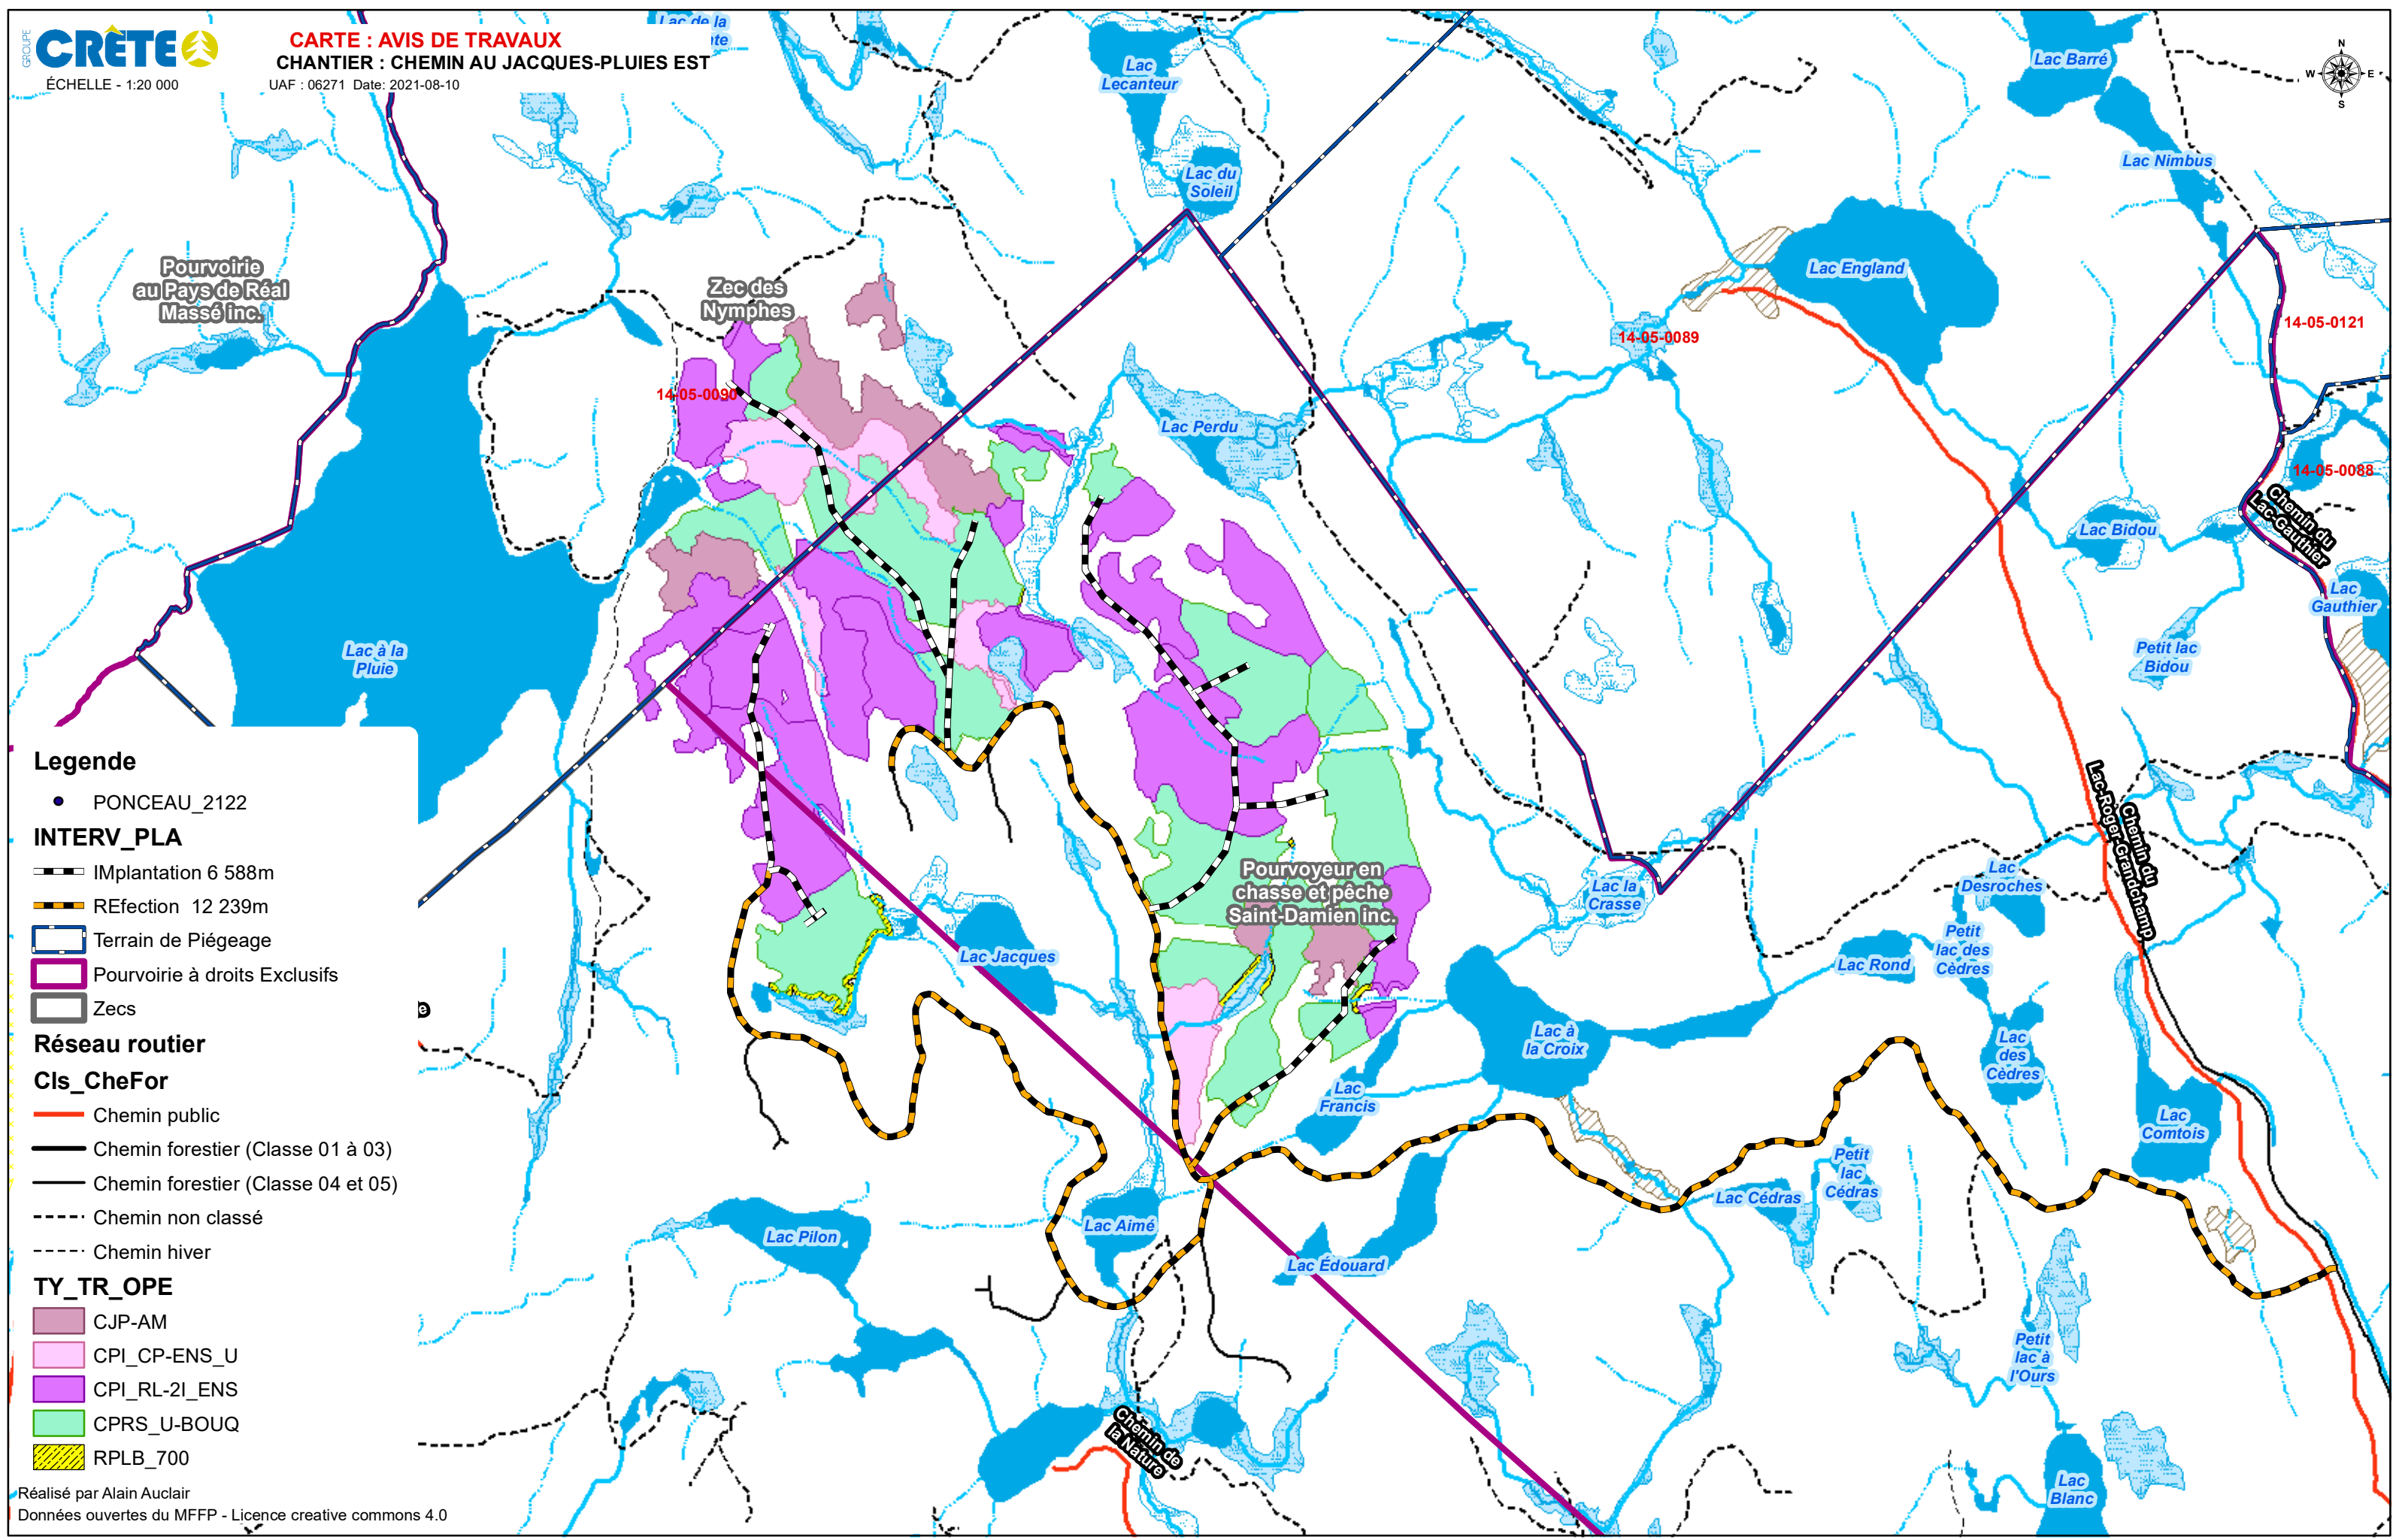 GROUPE
CRÊTE
ÉCHELLE - 1:20 000
CARTE : AVIS DE TRAVAUX
CHANTIER : CHEMIN AU JACQUES-PLUIES EST
UAF : 06271 Date: 2021-08-10
Lac de la
N
W
E
S
Lac
Lecanteur
Lac du
Soleil
Lac Barré
Lac Nimbus
Lac England
Pourvoirie
au Pays de Réal
Massé inc.
Zec des
Nymphes
14-05-0090
14-05-0089
14-05-0121
14-05-0088
Lac Perdu
Chemin du
Lac-Gauthier
Lac Bidou
Lac
Gauthier
Petit lac
Bidou
Lac à la
Pluie
Chemin du
Lac-Roger-Grandchamp
Pourvoyeur en
chasse et pêche
Saint-Damien inc.
Lac la
Crasse
Lac
Desroches
Petit
lac des
Cèdres
Lac Rond
Lac Jacques
Lac à
la Croix
Lac
des
Cèdres
Lac
Francis
Lac
Comtois
Petit
lac
Cédras
Lac Cédras
Lac Aimé
Lac Pilon
Lac Édouard
Petit
lac à
l'Ours
Chemin de
la Nature
Lac
Blanc
e
Legende
PONCEAU_2122
INTERV_PLA
IMplantation 6 588m
REfection 12 239m
Terrain de Piégeage
Pourvoirie à droits Exclusifs
Zecs
Réseau routier
Cls_CheFor
Chemin public
Chemin forestier (Classe 01 à 03)
Chemin forestier (Classe 04 et 05)
Chemin non classé
Chemin hiver
TY_TR_OPE
CJP-AM
CPI_CP-ENS_U
CPI_RL-2I_ENS
CPRS_U-BOUQ
RPLB_700
Réalisé par Alain Auclair
Données ouvertes du MFFP - Licence creative commons 4.0